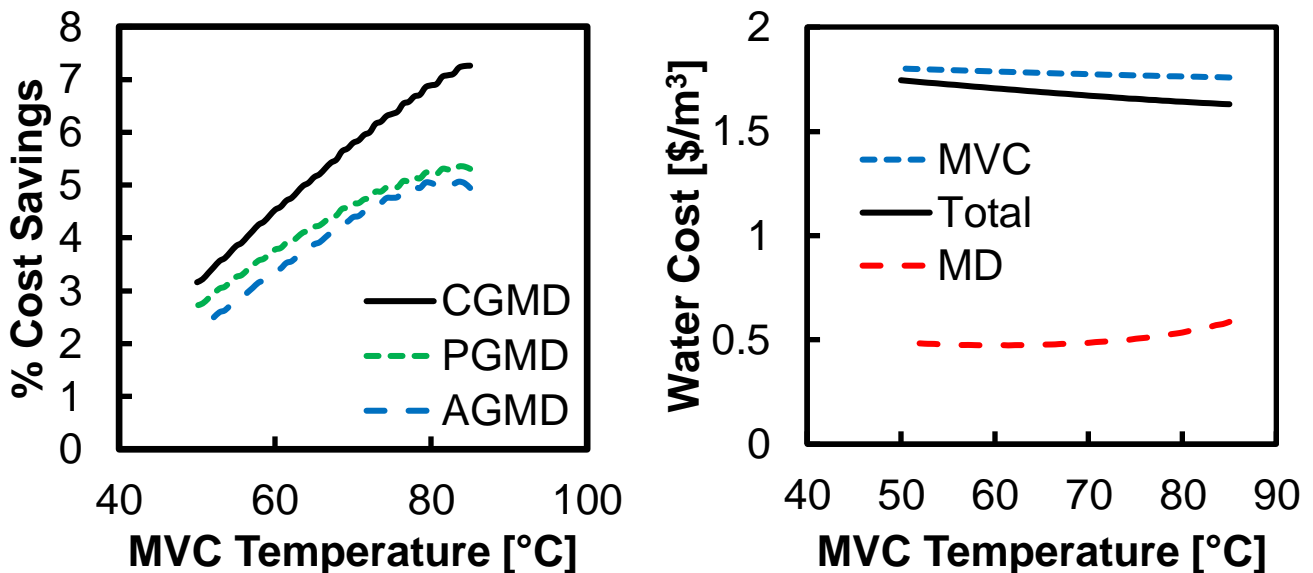 % Cost Savings
8
7
6
5
4
3
2
1
0
CGMD
PGMD
AGMD
40 60 80 100
MVC Temperature [°C]
Water Cost [$/m³]
2
1.5
1
0.5
0
MVC
Total
MD
40 50 60 70 80 90
MVC Temperature [°C]